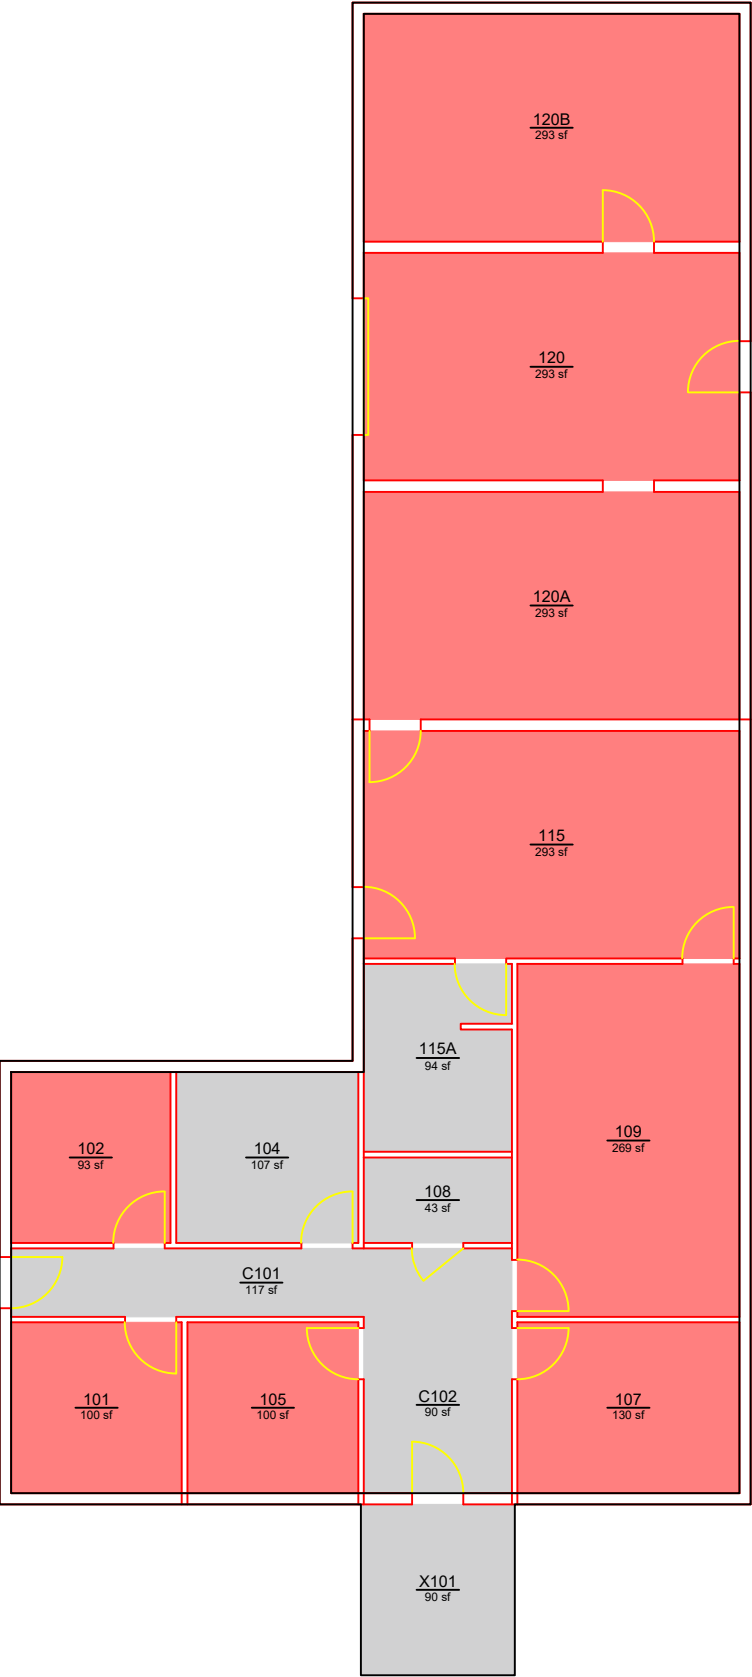 120B
293 sf
120
293 sf
120A
293 sf
115
293 sf
115A
94 sf
109
269 sf
102
93 sf
104
107 sf
108
43 sf
C101
117 sf
101
100 sf
105
100 sf
C102
90 sf
107
130 sf
X101
90 sf